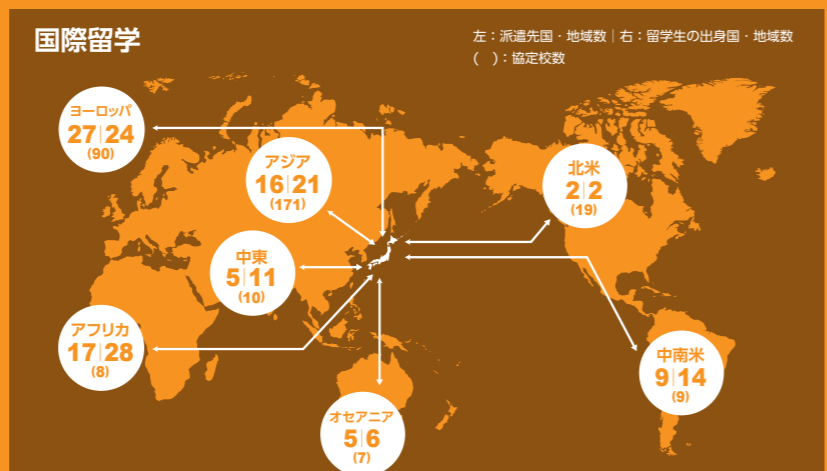 国際留学
左：派遣先国・地域数｜右：留学生の出身国・地域数
(　)：協定校数
ヨーロッパ
27|24
(90)
アジア
16|21
(171)
北米
2|2
(19)
中東
5|11
(10)
アフリカ
17|28
(8)
中南米
9|14
(9)
オセアニア
5|6
(7)